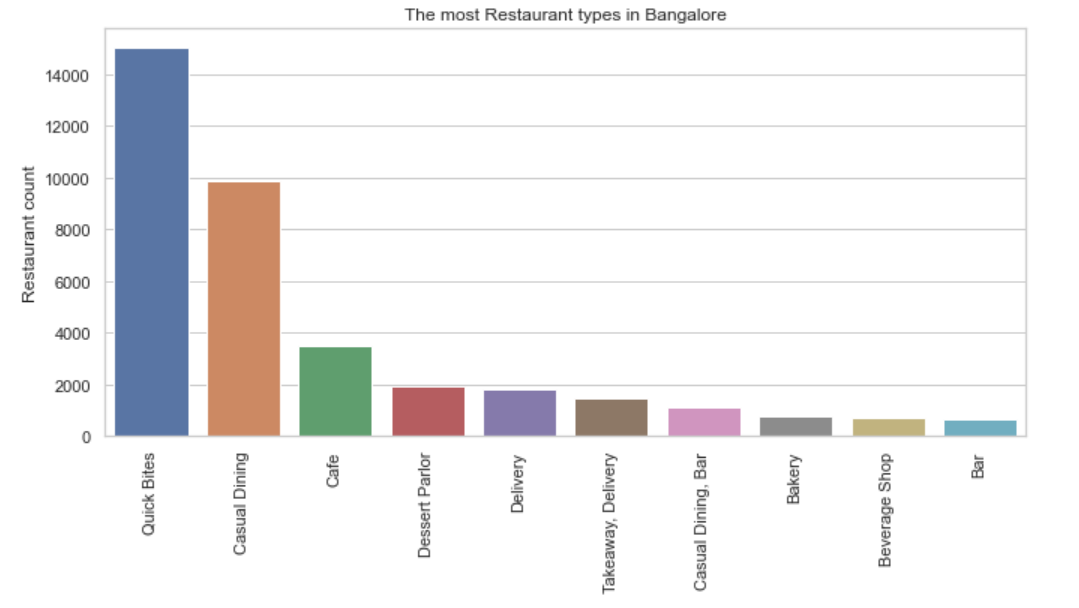 The most Restaurant types in Bangalore
Restaurant count
14000
12000
10000
8000
6000
4000
2000
0
Quick Bites
Casual Dining
Cafe
Dessert Parlor
Delivery
Takeaway, Delivery
Casual Dining, Bar
Bakery
Beverage Shop
Bar